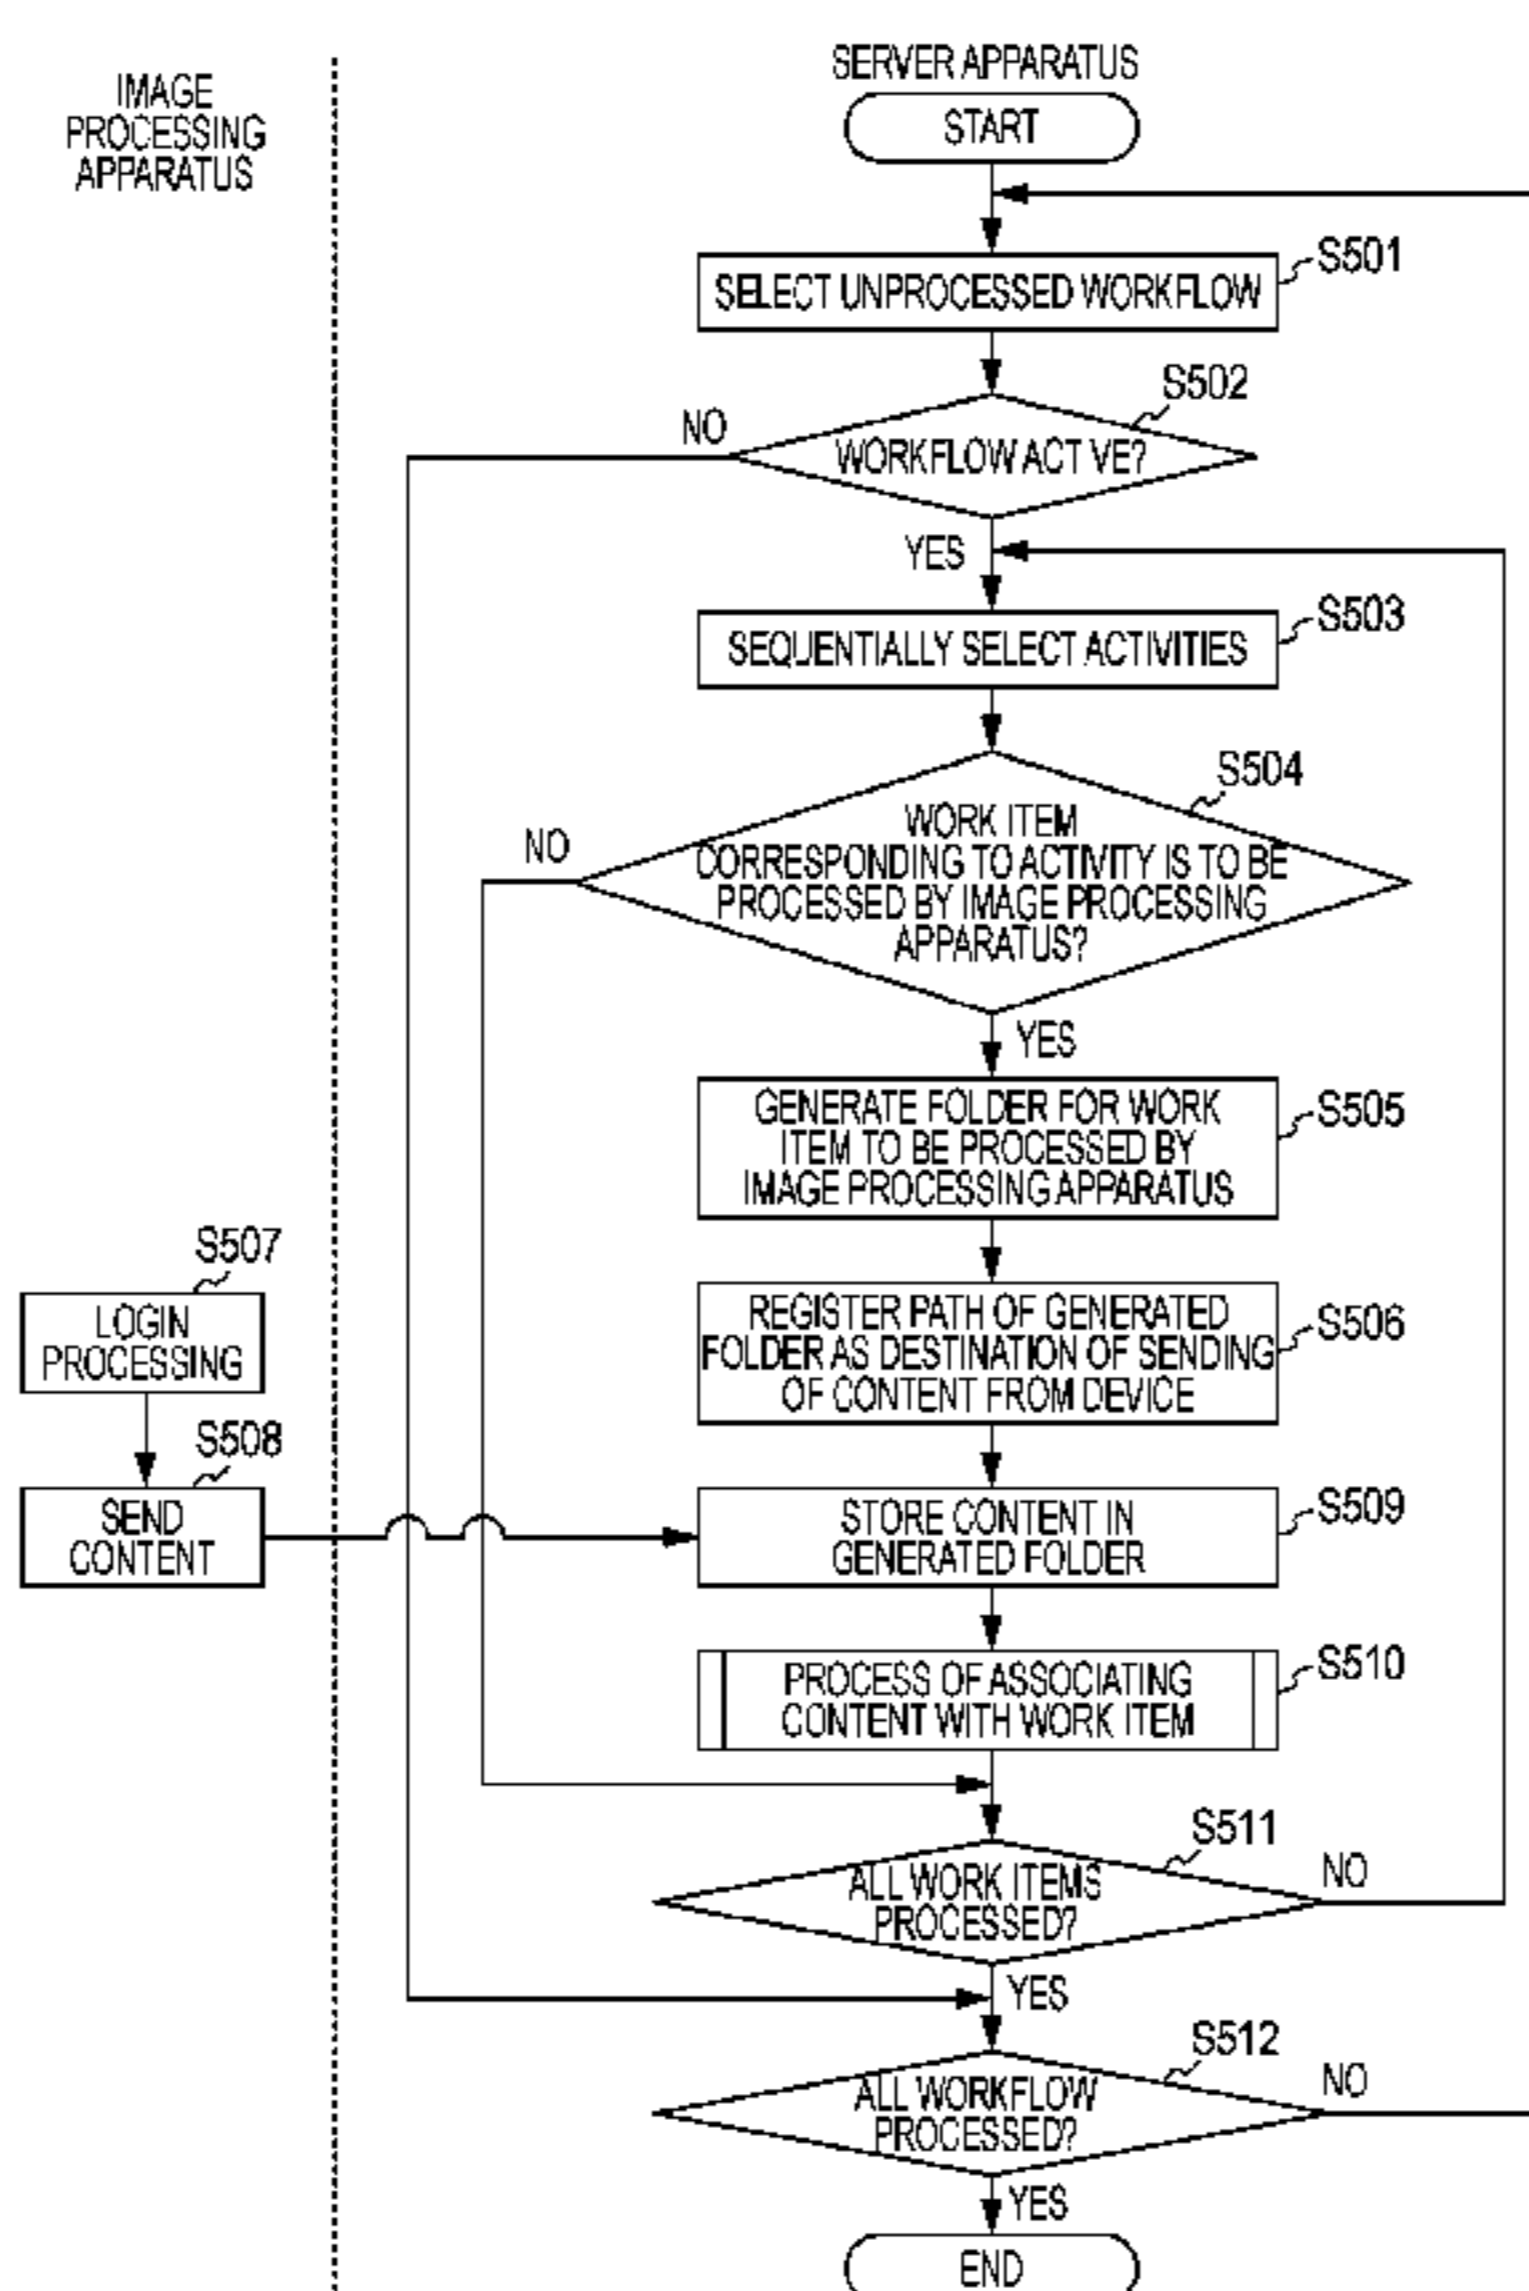 IMAGE
PROCESSING
APPARATUS
SERVER APPARATUS
START
SELECT UNPROCESSED WORKFLOW
S501
S502
NO
WORKFLOW ACT VE?
YES
SEQUENTIALLY SELECT ACTIVITIES
S503
S504
NO
WORK ITEM
CORRESPONDING TO ACTIVITY IS TO BE
PROCESSED BY IMAGE PROCESSING
APPARATUS?
YES
GENERATE FOLDER FOR WORK
ITEM TO BE PROCESSED BY
IMAGE PROCESSING APPARATUS
S505
REGISTER PATH OF GENERATED
FOLDER AS DESTINATION OF SENDING
OF CONTENT FROM DEVICE
S506
S507
LOGIN
PROCESSING
S508
SEND
CONTENT
STORE CONTENT IN
GENERATED FOLDER
S509
PROCESS OF ASSOCIATING
CONTENT WITH WORK ITEM
S510
S511
ALL WORK ITEMS
PROCESSED?
NO
YES
S512
ALL WORKFLOW
PROCESSED?
NO
YES
END